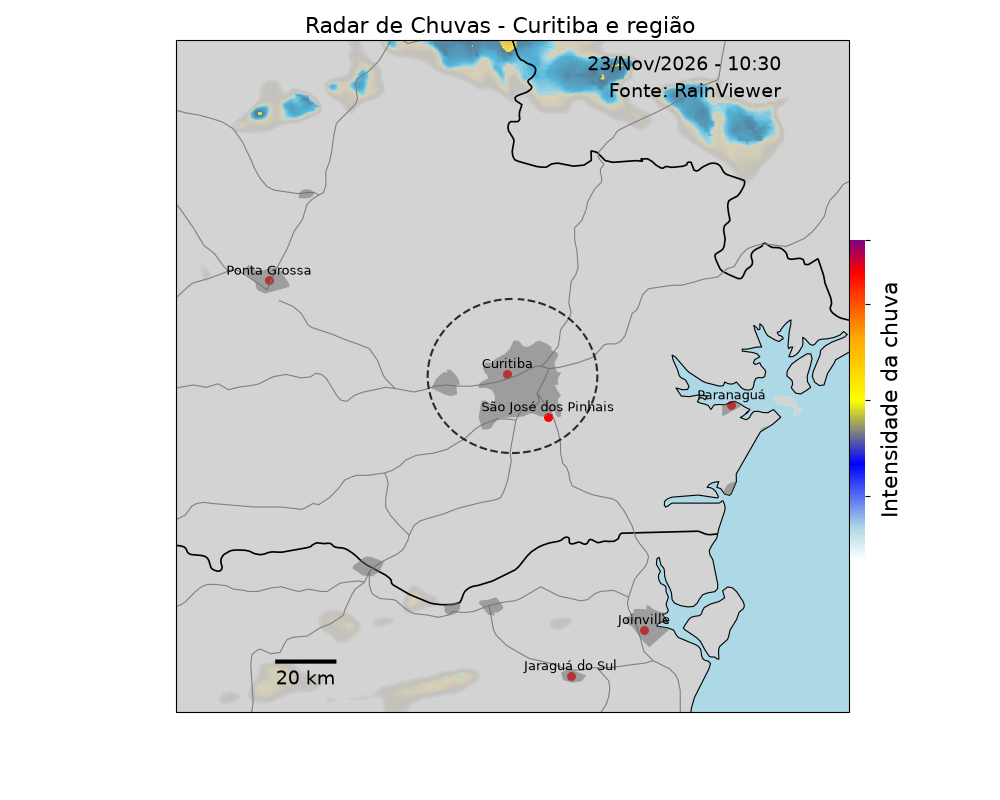 Radar de Chuvas - Curitiba e região
23/Nov/2026 - 10:30
Fonte: RainViewer
Ponta Grossa
Curitiba
São José dos Pinhais
Paranaguá
Intensidade da chuva
Joinville
Jaraguá do Sul
20 km